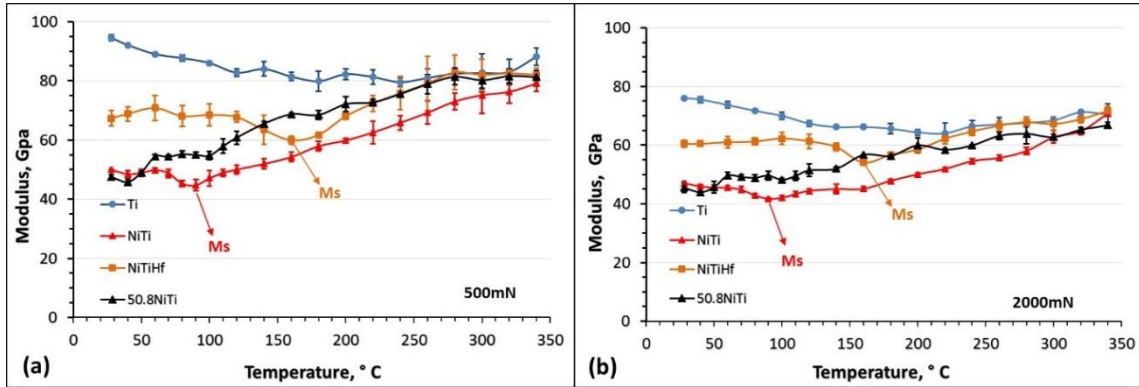 100
80
60
40
20
0
Modulus, Gpa
Ms
Ms
Ti
NiTi
NiTiHf
50.8NiTi
500mN
0 50 100 150 200 250 300 350
(a)
Temperature, ° C
100
80
60
40
20
0
Modulus, GPa
Ms
Ms
Ti
NiTi
NiTiHf
50.8NiTi
2000mN
0 50 100 150 200 250 300 350
(b)
Temperature, ° C